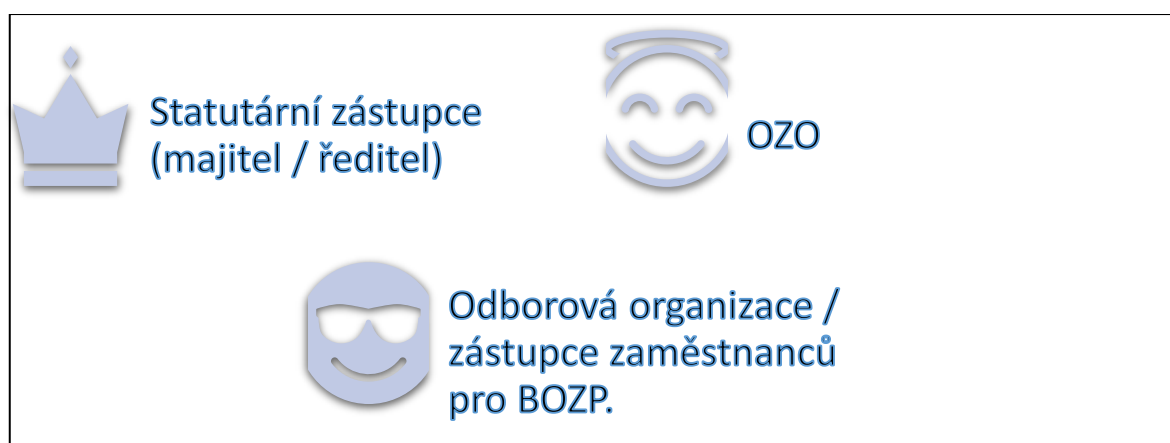 Statutární zástupce
(majitel / ředitel)
OZO
Odborová organizace /
zástupce zaměstnanců
pro BOZP.